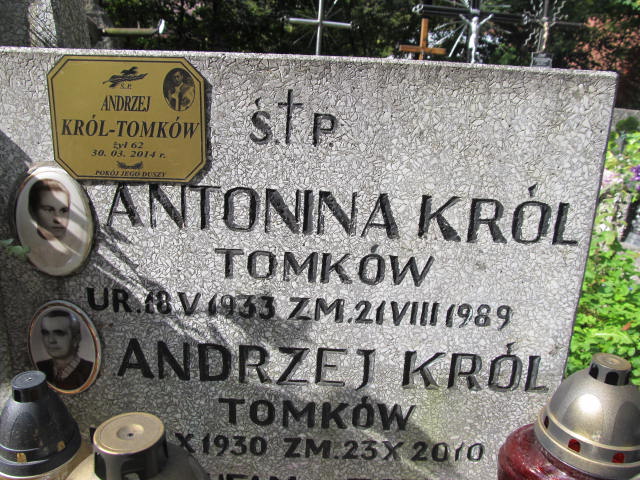 Ś.P.
ANDRZEJ
KRÓL-TOMKÓW
żył 62
30. 03. 2014 r.
POKÓJ JEGO DUSZY
Ś.P.
ANTONINA KRÓL
TOMKÓW
UR.18 V 1933 ZM.21 VIII 1989
ANDRZEJ KRÓL
TOMKÓW
X 1930 ZM.23 X 2010